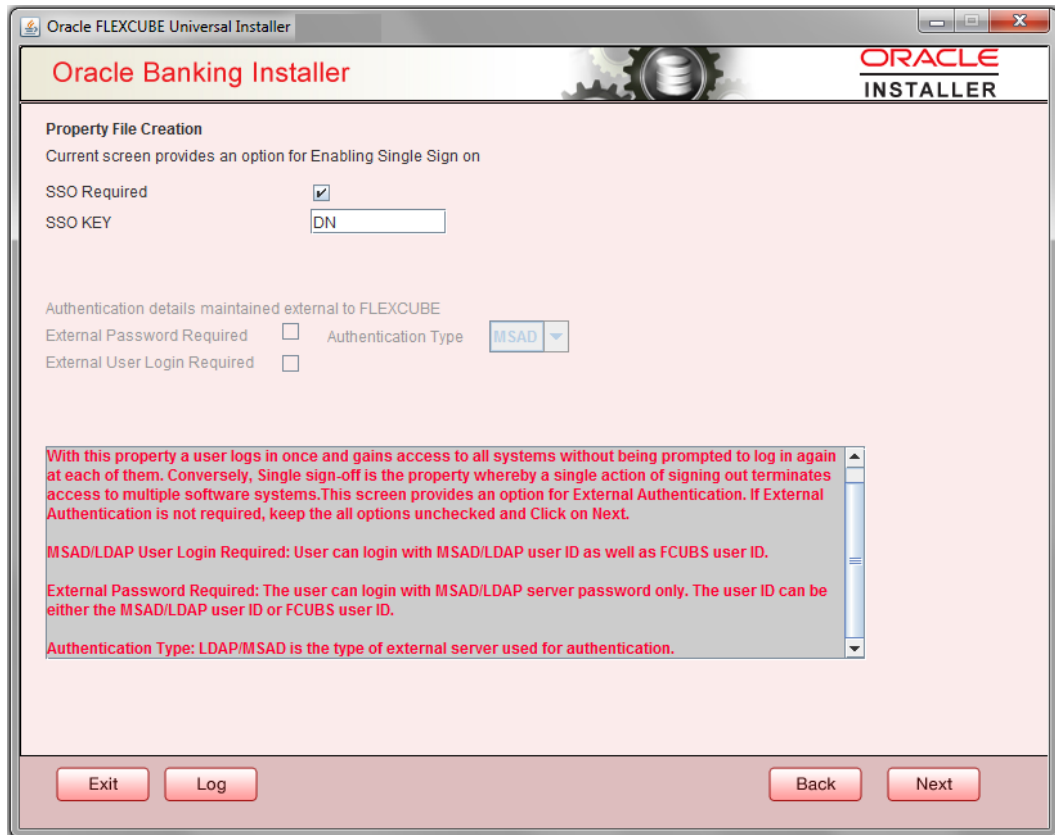 Oracle FLEXCUBE Universal Installer
Oracle Banking Installer
ORACLE
INSTALLER
Property File Creation
Current screen provides an option for Enabling Single Sign on
SSO Required
SSO KEY DN
Authentication details maintained external to FLEXCUBE
External Password Required Authentication Type MSAD
External User Login Required
With this property a user logs in once and gains access to all systems without being prompted to log in again
at each of them. Conversely, Single sign-off is the property whereby a single action of signing out terminates
access to multiple software systems.This screen provides an option for External Authentication. If External
Authentication is not required, keep the all options unchecked and Click on Next.
MSAD/LDAP User Login Required: User can login with MSAD/LDAP user ID as well as FCUBS user ID.
External Password Required: The user can login with MSAD/LDAP server password only. The user ID can be
either the MSAD/LDAP user ID or FCUBS user ID.
Authentication Type: LDAP/MSAD is the type of external server used for authentication.
Exit Log Back Next